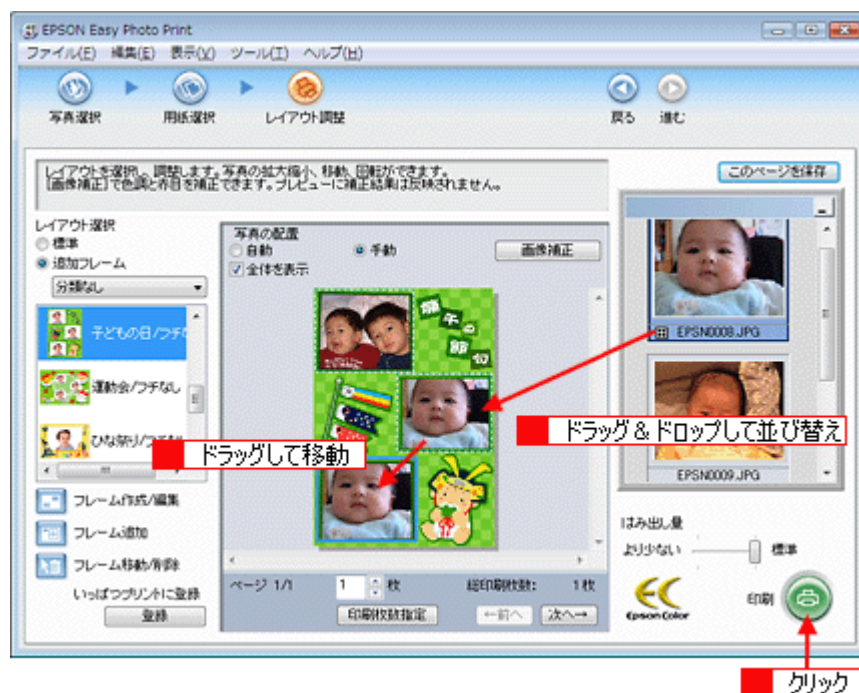 EPSON Easy Photo Print
ファイル(F) 編集(E) 表示(V) ツール(T) ヘルプ(H)
写真選択 用紙選択 レイアウト調整 戻る 進む
レイアウトを選択し、調整します。写真の拡大縮小、移動、回転ができます。
[画像補正]で色調と赤目を補正できます。プレビューに補正結果は反映されません。
このページを保存
レイアウト選択
標準
追加フレーム
分類なし
子どもの日/フチな
運動会/フチなし
ひな祭り/フチなし
フレーム作成/編集
フレーム追加
フレーム移動/削除
いっぱつプリントに登録
登録
写真の配置
自動 手動 画像補正
全体を表示
端午の節句
ドラッグして移動
ページ 1/1 1 枚 総印刷枚数: 1枚
印刷枚数指定 ←前へ 次へ→
EPSN0008.JPG
ドラッグ&ドロップして並び替え
EPSN0009.JPG
はみ出し量
より少ない 標準
Epson Color
印刷
クリック